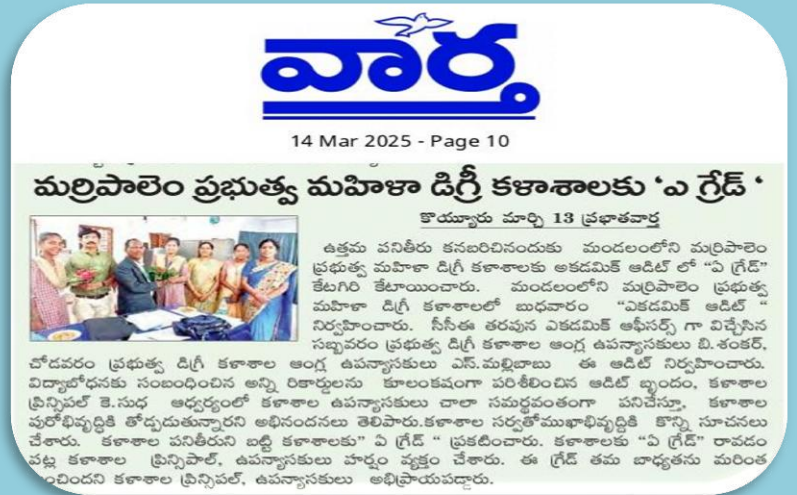 వార్త
14 Mar 2025 - Page 10
మర్రిపాలెం ప్రభుత్వ మహిళా డిగ్రీ కళాశాలకు ‘ఎ గ్రేడ్ ‘
కొయ్యూరు మార్చి 13 ప్రభాతవార్త
ఉత్తమ పనితీరు కనబరిచినందుకు మండలంలోని మర్రిపాలెం
ప్రభుత్వ మహిళా డిగ్రీ కళాశాలకు అకడమిక్ ఆడిట్ లో “ఏ గ్రేడ్”
కేటగిరి కేటాయించారు. మండలంలోని మర్రిపాలెం ప్రభుత్వ
మహిళా డిగ్రీ కళాశాలలో బుధవారం “ఎకడమిక్ ఆడిట్ “
నిర్వహించారు. సీసీఈ తరవున ఎకడమిక్ ఆఫీసర్స్ గా విచ్చేసిన
సబ్బవరం ప్రభుత్వ డిగ్రీ కళాశాల ఆంగ్ల ఉపన్యాసకులు బి.శంకర్,
చోడవరం ప్రభుత్వ డిగ్రీ కళాశాల ఆంగ్ల ఉపన్యాసకులు ఎస్.మల్లిబాబు ఈ ఆడిట్ నిర్వహించారు.
విద్యాబోధనకు సంబంధించిన అన్ని రికార్డులను కూలంకషంగా పరిశీలించిన ఆడిట్ బృందం, కళాశాల
ప్రిన్సిపల్ కె.సుధ ఆధ్వర్యంలో కళాశాల ఉపన్యాసకులు చాలా సమర్థవంతంగా పనిచేస్తూ, కళాశాల
పురోభివృద్ధికి తోడ్పడుతున్నారని అభినందనలు తెలిపారు.కళాశాల సర్వతోముఖాభివృద్ధికి కొన్ని సూచనలు
చేశారు. కళాశాల పనితీరుని బట్టి కళాశాలకు” ఏ గ్రేడ్ “ ప్రకటించారు. కళాశాలకు “ఏ గ్రేడ్” రావడం
పట్ల కళాశాల ప్రిన్సిపాల్, ఉపన్యాసకులు హర్షం వ్యక్తం చేశారు. ఈ గ్రేడ్ తమ బాధ్యతను మరింత
కళాశాల ప్రిన్సిపల్, ఉపన్యాసకులు అభిప్రాయపడ్డారు.